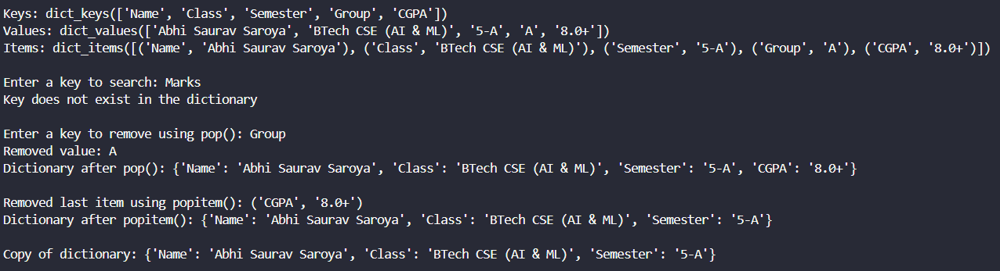 Keys: dict_keys(['Name', 'Class', 'Semester', 'Group', 'CGPA'])
Values: dict_values(['Abhi Saurav Saroya', 'BTech CSE (AI & ML)', '5-A', 'A', '8.0+'])
Items: dict_items([('Name', 'Abhi Saurav Saroya'), ('Class', 'BTech CSE (AI & ML)'), ('Semester', '5-A'), ('Group', 'A'), ('CGPA', '8.0+')])
Enter a key to search: Marks
Key does not exist in the dictionary
Enter a key to remove using pop(): Group
Removed value: A
Dictionary after pop(): {'Name': 'Abhi Saurav Saroya', 'Class': 'BTech CSE (AI & ML)', 'Semester': '5-A', 'CGPA': '8.0+'}
Removed last item using popitem(): ('CGPA', '8.0+')
Dictionary after popitem(): {'Name': 'Abhi Saurav Saroya', 'Class': 'BTech CSE (AI & ML)', 'Semester': '5-A'}
Copy of dictionary: {'Name': 'Abhi Saurav Saroya', 'Class': 'BTech CSE (AI & ML)', 'Semester': '5-A'}